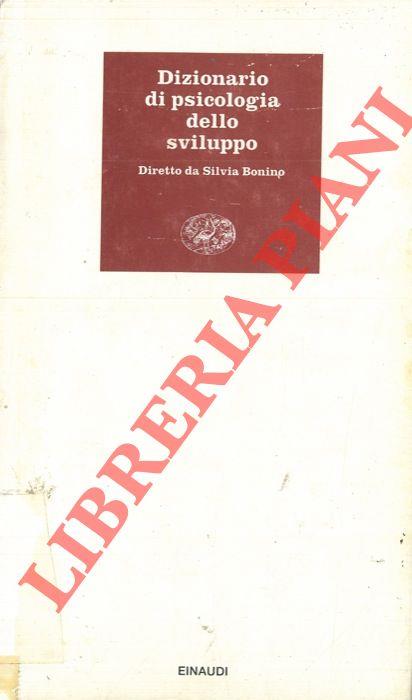 Dizionario
di psicologia
dello
sviluppo
Diretto da Silvia Bonino
LIBRERIA PIANI
EINAUDI